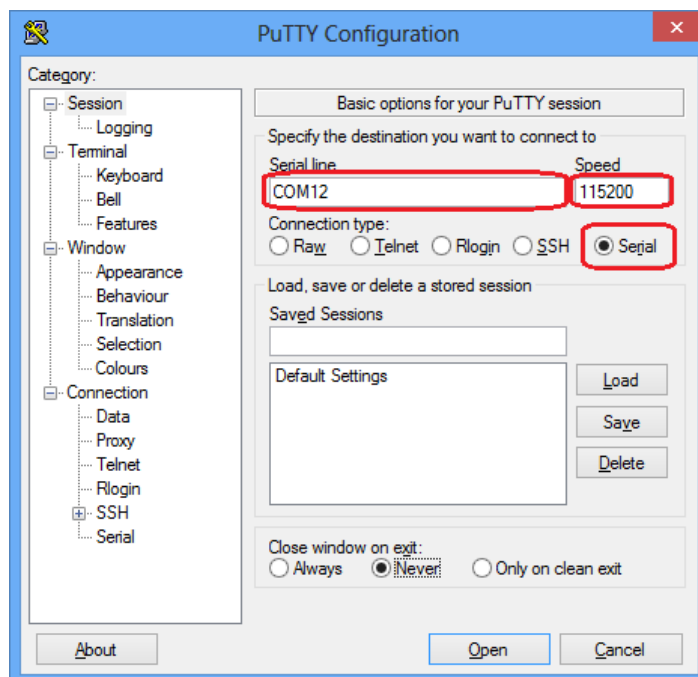 PuTTY Configuration
Category:
Session
Logging
Terminal
Keyboard
Bell
Features
Window
Appearance
Behaviour
Translation
Selection
Colours
Connection
Data
Proxy
Telnet
Rlogin
SSH
Serial
Basic options for your PuTTY session
Specify the destination you want to connect to
Serial line Speed
COM12 115200
Connection type:
Raw Telnet Rlogin SSH Serial
Load, save or delete a stored session
Saved Sessions
Default Settings
Load
Save
Delete
Close window on exit:
Always Never Only on clean exit
About Open Cancel